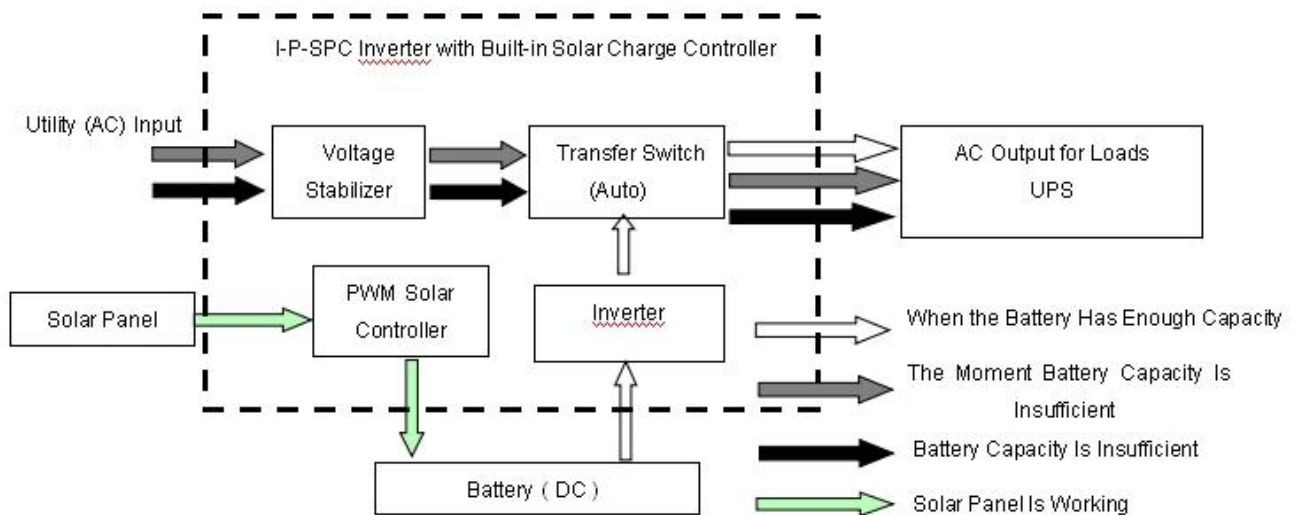 I-P-SPC Inverter with Built-in Solar Charge Controller
Utility (AC) Input
Voltage
Stabilizer
Transfer Switch
(Auto)
AC Output for Loads
UPS
Solar Panel
PWM Solar
Controller
Inverter
Battery ( DC )
When the Battery Has Enough Capacity
The Moment Battery Capacity Is
Insufficient
Battery Capacity Is Insufficient
Solar Panel Is Working